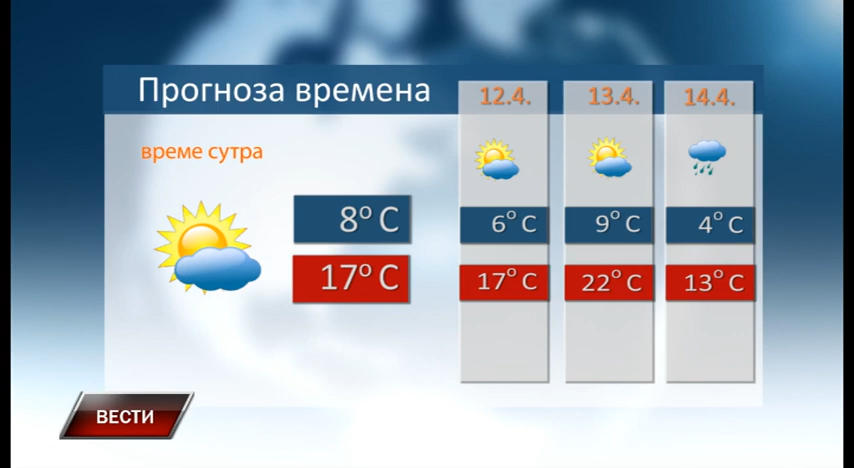 Прогноза времена
време сутра
8° C
17° C
12.4.
6° C
17° C
13.4.
9° C
22° C
14.4.
4° C
13° C
ВЕСТИ